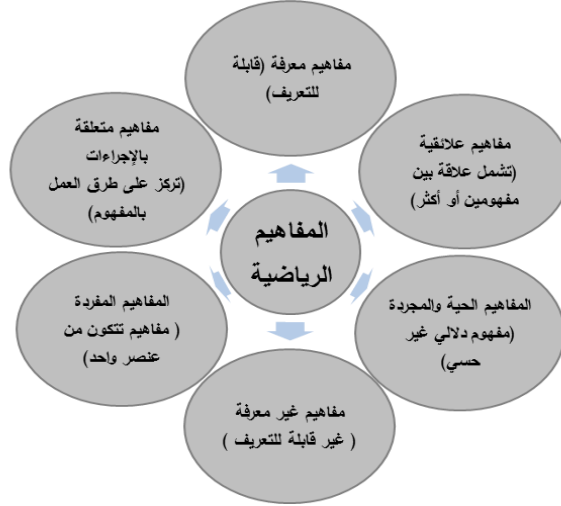 مفاهيم معرفة (قابلة
للتعريف)
مفاهيم علائقية
(تشمل علاقة بين
مفهومين أو أكثر)
المفاهيم الحية والمجردة
(مفهوم دلالي غير
حسي)
مفاهيم غير معرفة
( غير قابلة للتعريف )
المفاهيم المفردة
( مفاهيم تتكون من
عنصر واحد)
مفاهيم متعلقة
بالإجراءات
(تركز على طرق العمل
بالمفهوم)
المفاهيم
الرياضية